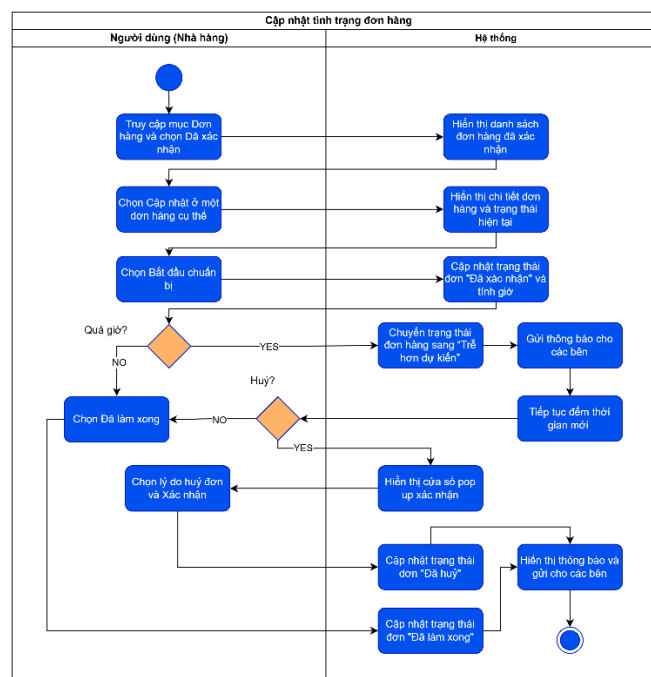 Cập nhật tình trạng đơn hàng
Người dùng (Nhà hàng)
Hệ thống
Truy cập mục Đơn
hàng và chọn Đã xác
nhận
Hiển thị danh sách
đơn hàng đã xác
nhận
Chọn Cập nhật ở một
đơn hàng cụ thể
Hiển thị chi tiết đơn
hàng và trạng thái
hiện tại
Chọn Bắt đầu chuẩn
bị
Cập nhật trạng thái
đơn "Đã xác nhận" và
tính giờ
Quá giờ?
YES
NO
Chuyển trạng thái
đơn hàng sang "Trễ
hơn dự kiến"
Gửi thông báo cho
các bên
Huỷ?
Chọn Đã làm xong
NO
Tiếp tục đếm thời
gian mới
YES
Chọn lý do huỷ đơn
và Xác nhận
Hiển thị cửa sổ pop
up xác nhận
Cập nhật trạng thái
đơn "Đã huỷ"
Hiển thị thông báo và
gửi cho các bên
Cập nhật trạng thái
đơn "Đã làm xong"